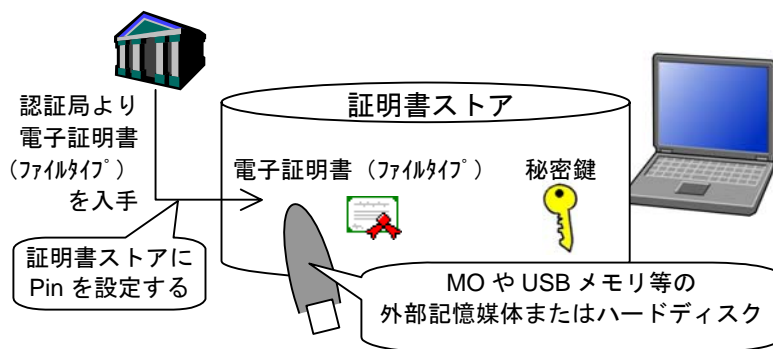 認証局より
電子証明書
（ﾌｧｲﾙﾀｲﾌﾟ）
を入手
証明書ストア
電子証明書（ﾌｧｲﾙﾀｲﾌﾟ）
秘密鍵
証明書ストアに
Pin を設定する
MO や USB メモリ等の
外部記憶媒体またはハードディスク